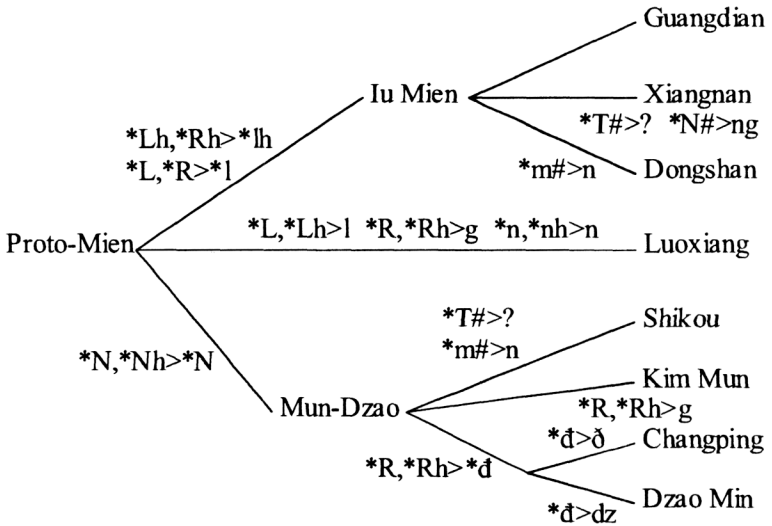 Guangdian
Iu Mien
Xiangnan
*T#>? *N#>ng
*Lh,*Rh>*lh
*L,*R>*l
*m#>n
Dongshan
*L,*Lh>l *R,*Rh>g *n,*nh>n
Proto-Mien
Luoxiang
*T#>?
*m#>n
Shikou
*N,*Nh>*N
Kim Mun
*R,*Rh>g
Mun-Dzao
*đ>ð
Changping
*R,*Rh>*đ
*đ>dz
Dzao Min